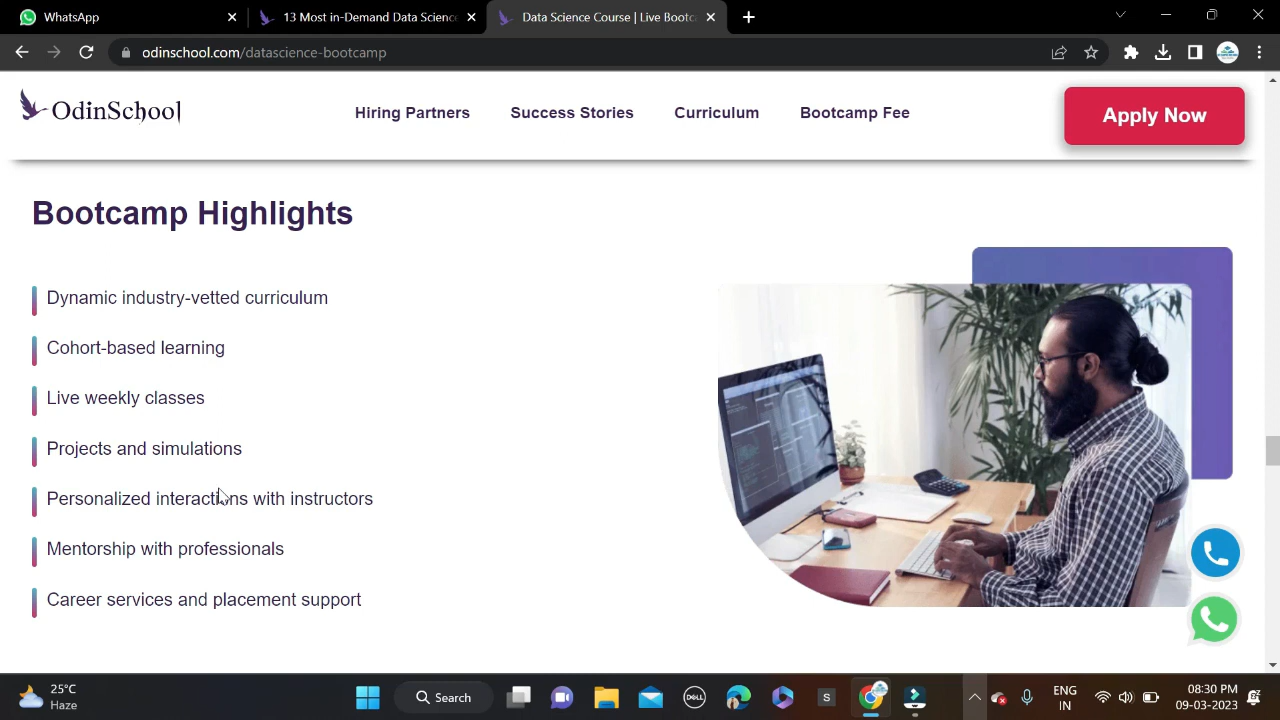 WhatsApp
13 Most in-Demand Data Science
Data Science Course | Live Bootc
odinschool.com/datascience-bootcamp
OdinSchool
Hiring Partners
Success Stories
Curriculum
Bootcamp Fee
Apply Now
Bootcamp Highlights
Dynamic industry-vetted curriculum
Cohort-based learning
Live weekly classes
Projects and simulations
Personalized interactions with instructors
Mentorship with professionals
Career services and placement support
25°C
Haze
Search
DELL
S
ENG
IN
08:30 PM
09-03-2023